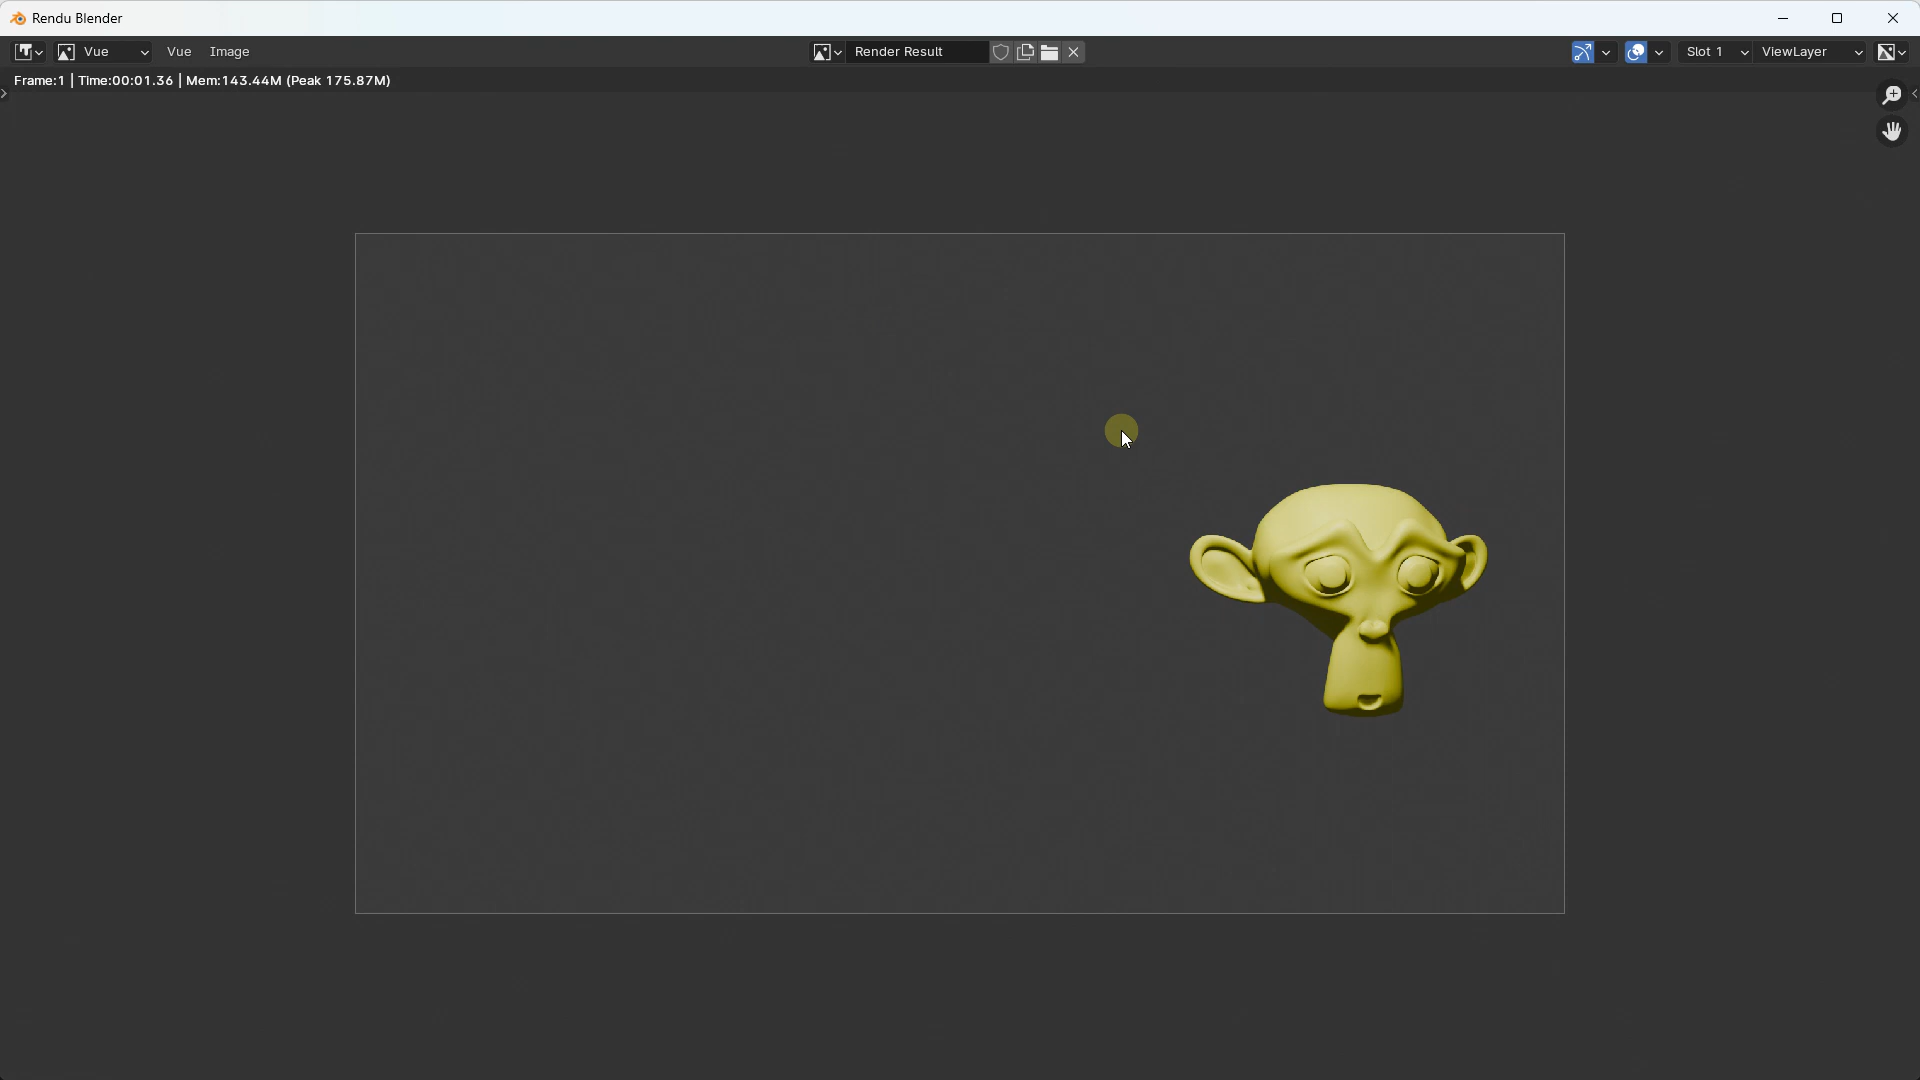 Rendu Blender
Vue Vue Image Render Result Slot 1 ViewLayer
Frame:1 | Time:00:01.36 | Mem:143.44M (Peak 175.87M)